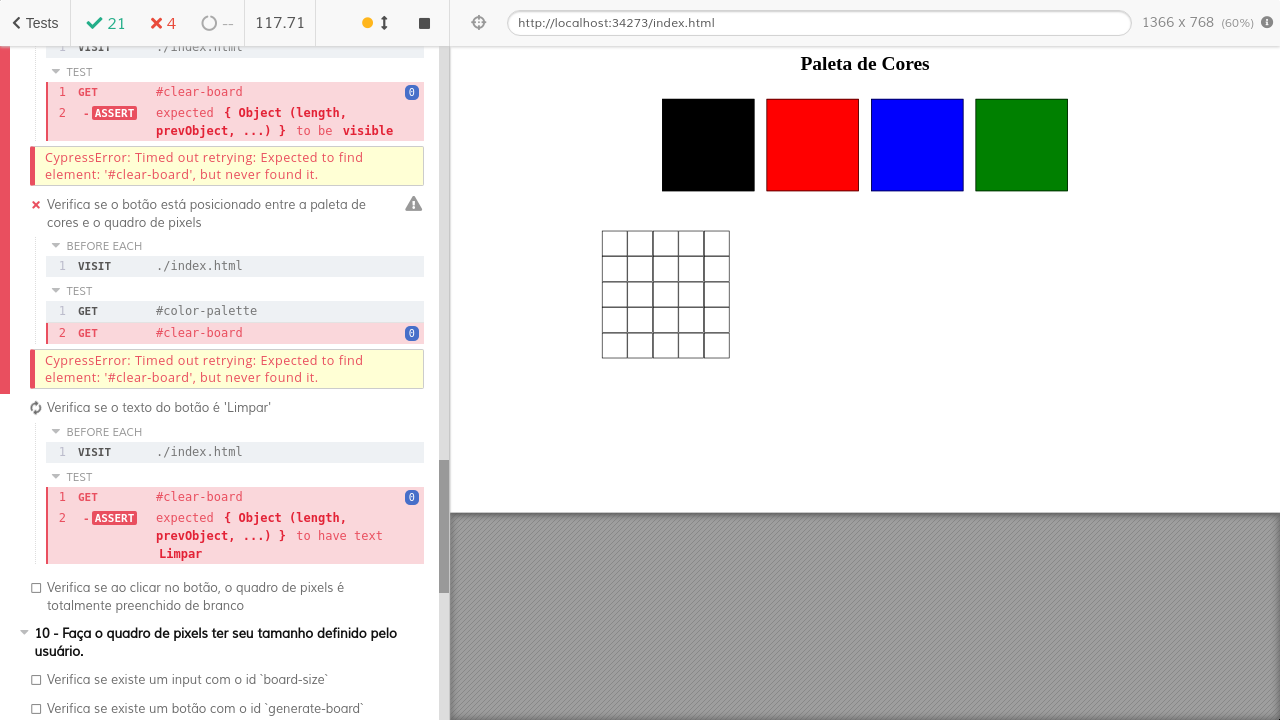 Tests 21 4 -- 117.71
http://localhost:34273/index.html 1366 x 768 (60%)
1 VISIT ./index.html
TEST
1 GET #clear-board 0
2 -ASSERT expected { Object (length,
prevObject, ...) } to be visible
CypressError: Timed out retrying: Expected to find
element: '#clear-board', but never found it.
Verifica se o botão está posicionado entre a paleta de
cores e o quadro de pixels
BEFORE EACH
1 VISIT ./index.html
TEST
1 GET #color-palette
2 GET #clear-board 0
CypressError: Timed out retrying: Expected to find
element: '#clear-board', but never found it.
Verifica se o texto do botão é 'Limpar'
BEFORE EACH
1 VISIT ./index.html
TEST
1 GET #clear-board 0
2 -ASSERT expected { Object (length,
prevObject, ...) } to have text
Limpar
Verifica se ao clicar no botão, o quadro de pixels é
totalmente preenchido de branco
10 - Faça o quadro de pixels ter seu tamanho definido pelo
usuário.
Verifica se existe um input com o id `board-size`
Verifica se existe um botão com o id `generate-board`
Paleta de Cores